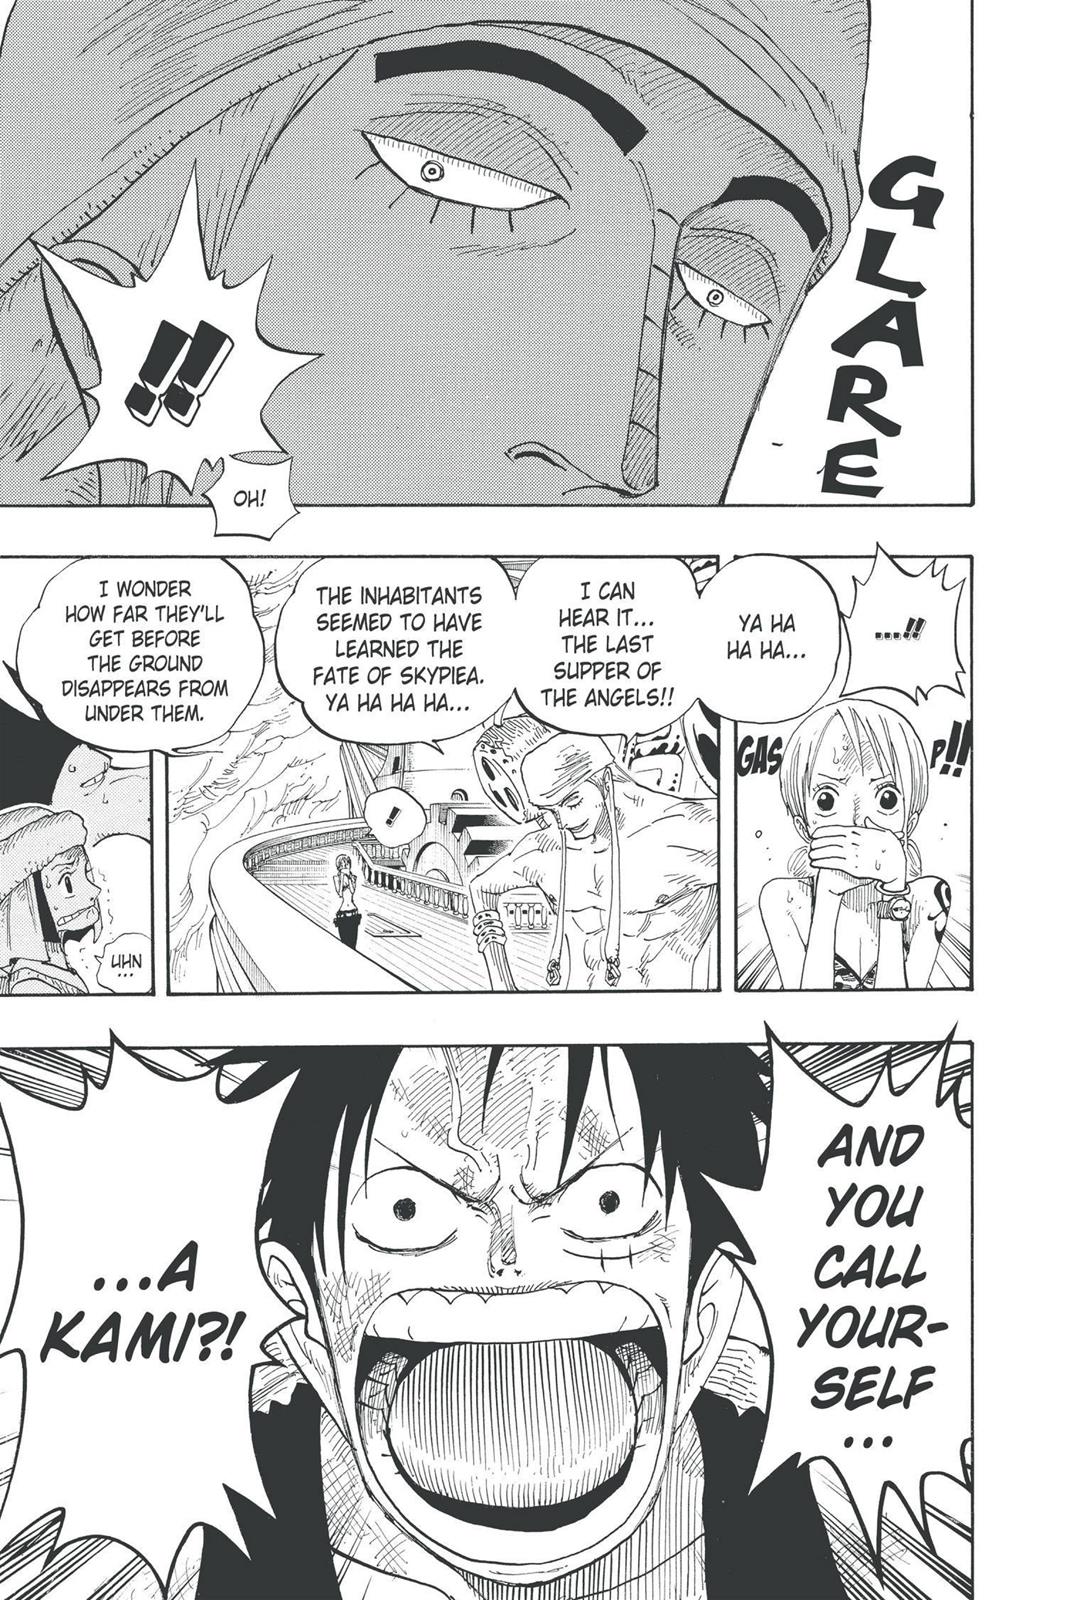 GLARE
!!
OH!
...!!
GASP!!
YA HA
HA HA...
I CAN
HEAR IT...
THE LAST
SUPPER OF
THE ANGELS!!
THE INHABITANTS
SEEMED TO HAVE
LEARNED THE
FATE OF SKYPIEA.
YA HA HA HA...
!!
I WONDER
HOW FAR THEY'LL
GET BEFORE
THE GROUND
DISAPPEARS FROM
UNDER THEM.
UHN
...
AND
YOU
CALL
YOUR-
SELF
...
...A
KAMI?!